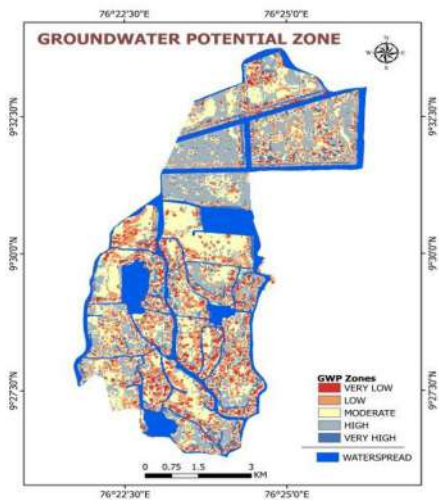 76°22'30"E 76°25'0"E
GROUNDWATER POTENTIAL ZONE
N
W E
S
9°32'30"N 9°32'30"N
9°30'0"N 9°30'0"N
9°27'30"N 9°27'30"N
GWP Zones
VERY LOW
LOW
MODERATE
HIGH
VERY HIGH
WATERSPREAD
0 0.75 1.5 3
KM
76°22'30"E 76°25'0"E